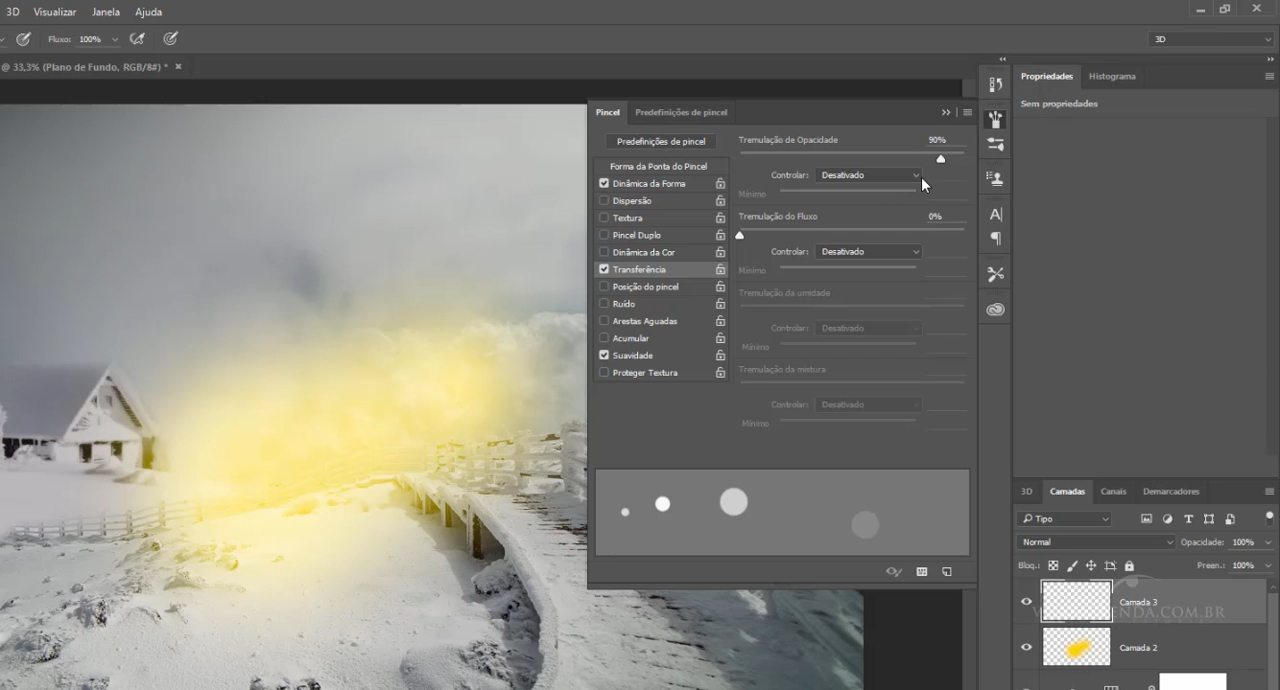 3D Visualizar Janela Ajuda
Fluxo: 100% 3D
@ 33,3% (Plano de Fundo, RGB/8#) * ×
Propriedades Histograma
Sem propriedades
Pincel Predefinições de pincel
Predefinições de pincel
Tremulação de Opacidade 90%
Forma da Ponta do Pincel
Controlar: Desativado
Dinâmica da Forma
Mínimo
Dispersão
Textura
Tremulação do Fluxo 0%
Pincel Duplo
Dinâmica da Cor
Controlar: Desativado
Transferência
Mínimo
Posição do pincel
Tremulação da umidade
Ruído
Arestas Aguadas
Controlar: Desativado
Acumular
Mínimo
Suavidade
Tremulação da mistura
Proteger Textura
Controlar: Desativado
Mínimo
3D Camadas Canais Demarcadores
Tipo
Normal Opacidade: 100%
Bloq.: Preen.: 100%
Camada 3
ENDA.COM.BR
Camada 2